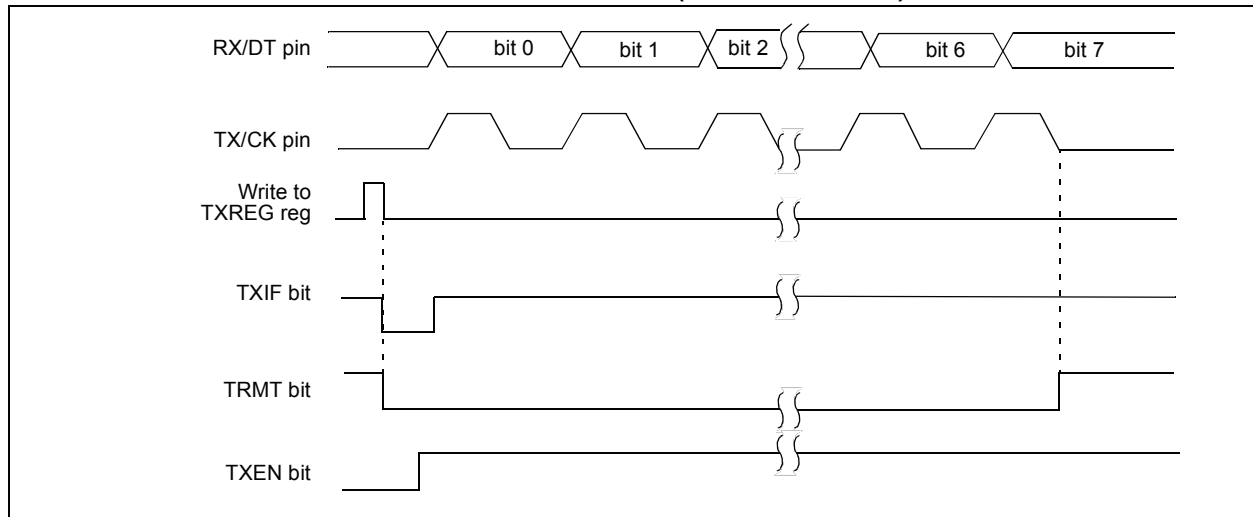 RX/DT pin
bit 0
bit 1
bit 2
bit 6
bit 7
TX/CK pin
Write to
TXREG reg
TXIF bit
TRMT bit
TXEN bit